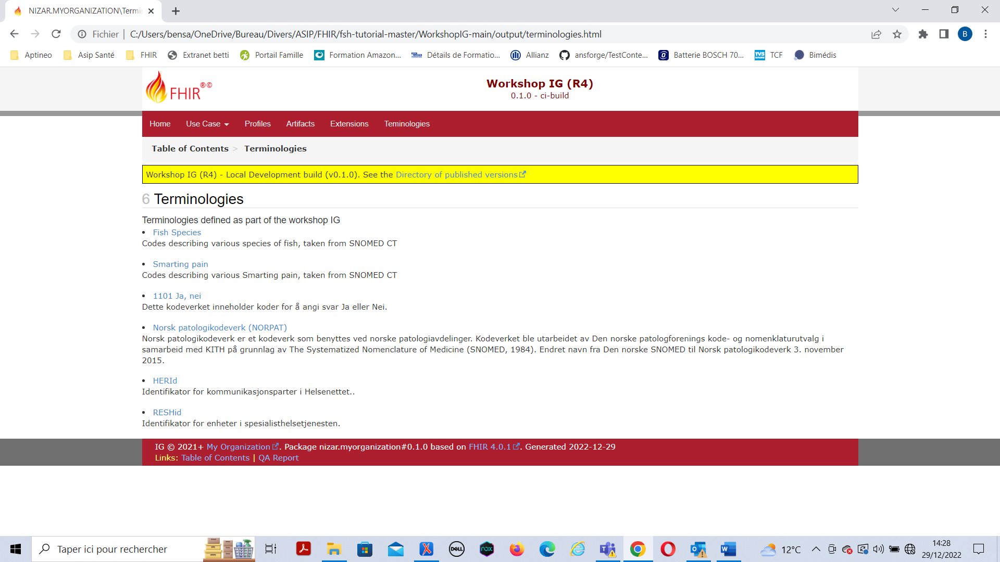 NIZAR.MYORGANIZATION\Termi
Fichier | C:/Users/bensa/OneDrive/Bureau/Divers/ASIP/FHIR/fsh-tutorial-master/WorkshopIG-main/output/terminologies.html
B
Aptineo Asip Santé FHIR Extranet betti Portail Famille Formation Amazon... Détails de Formatio... Allianz ansforge/TestConte... Batterie BOSCH 70... TCF Bimédis
FHIR®©
Workshop IG (R4)
0.1.0 - ci-build
Home Use Case Profiles Artifacts Extensions Teminologies
Table of Contents > Terminologies
Workshop IG (R4) - Local Development build (v0.1.0). See the Directory of published versions
6 Terminologies
Terminologies defined as part of the workshop IG
• Fish Species
Codes describing various species of fish, taken from SNOMED CT
• Smarting pain
Codes describing various Smarting pain, taken from SNOMED CT
• 1101 Ja, nei
Dette kodeverket inneholder koder for å angi svar Ja eller Nei.
• Norsk patologikodeverk (NORPAT)
Norsk patologikodeverk er et kodeverk som benyttes ved norske patologiavdelinger. Kodeverket ble utarbeidet av Den norske patologforenings kode- og nomenklaturutvalg i
samarbeid med KITH på grunnlag av The Systematized Nomenclature of Medicine (SNOMED, 1984). Endret navn fra Den norske SNOMED til Norsk patologikodeverk 3. november
2015.
• HERId
Identifikator for kommunikasjonsparter i Helsenettet..
• RESHid
Identifikator for enheter i spesialisthelsetjenesten.
IG © 2021+ My Organization. Package nizar.myorganization#0.1.0 based on FHIR 4.0.1. Generated 2022-12-29
Links: Table of Contents | QA Report
Taper ici pour rechercher
DELL
nox
12°C
14:28
29/12/2022